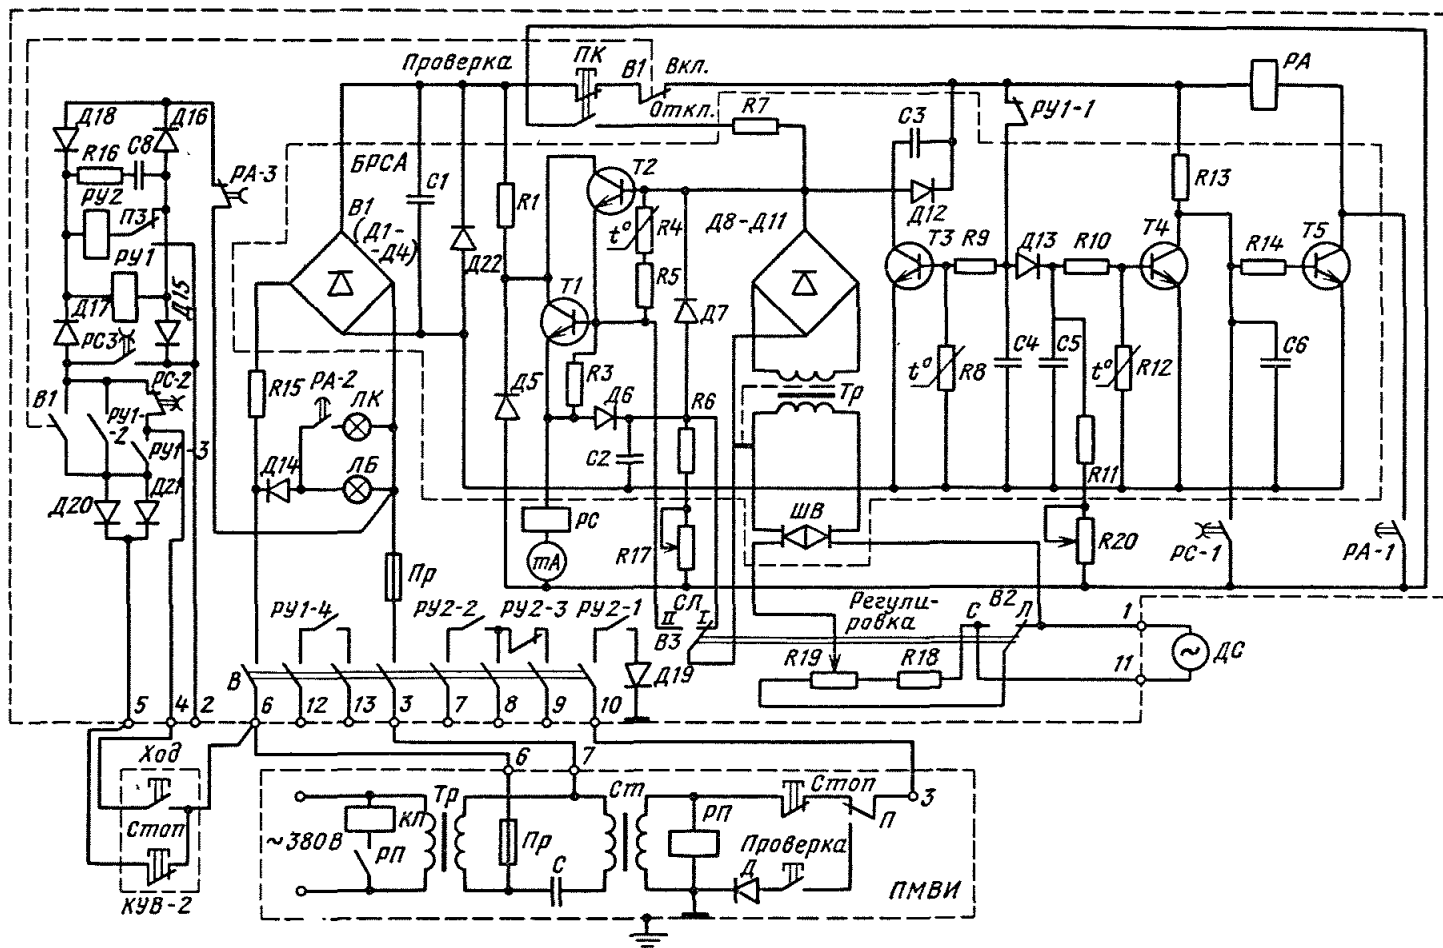 Проверка
ПК
В1
Вкл.
Откл.
РА
R7
РУ1-1
С3
Д18
Д16
R16
С8
РУ2
П3
РУ1
Д17
Д15
РС3
РА-3
БРСА
В1
(Д1-
-Д4)
С1
Д22
R1
Т2
t°
R4
R5
Т1
Д7
Д8-Д11
Д12
Т3
R9
Д13
R10
Т4
R13
R14
Т5
t°
R8
С4
С5
t°
R12
С6
R11
В1
РС-2
РУ1-
-2
РУ1-3
Д20
Д21
R15
РА-2
ЛК
Д14
ЛБ
Пр
Д5
R3
Д6
С2
R6
Тр
РС
mA
R17
ШВ
R20
РС-1
РА-1
РУ1-4
РУ2-2
РУ2-3
РУ2-1
СЛ
II
I
В3
Регули-
ровка
С
В2
Л
R19
R18
Д19
1
11
ДС
~
В
5
4
2
6
12
13
3
7
8
9
10
Ход
Стоп
КУВ-2
6
7
3
~380В
КП
РП
Тр
Пр
С
Ст
РП
Стоп
П
Проверка
Д
ПМВИ